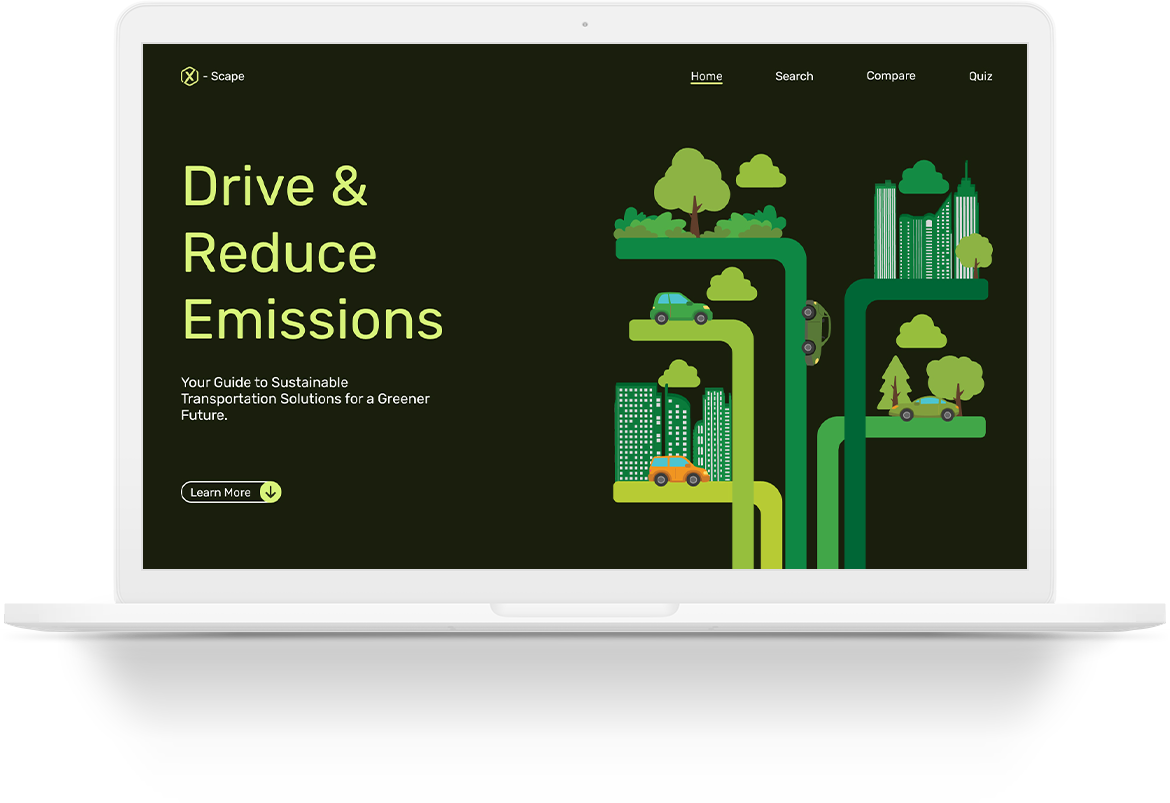 X - Scape
Home
Search
Compare
Quiz
Drive &
Reduce
Emissions
Your Guide to Sustainable
Transportation Solutions for a Greener
Future.
Learn More